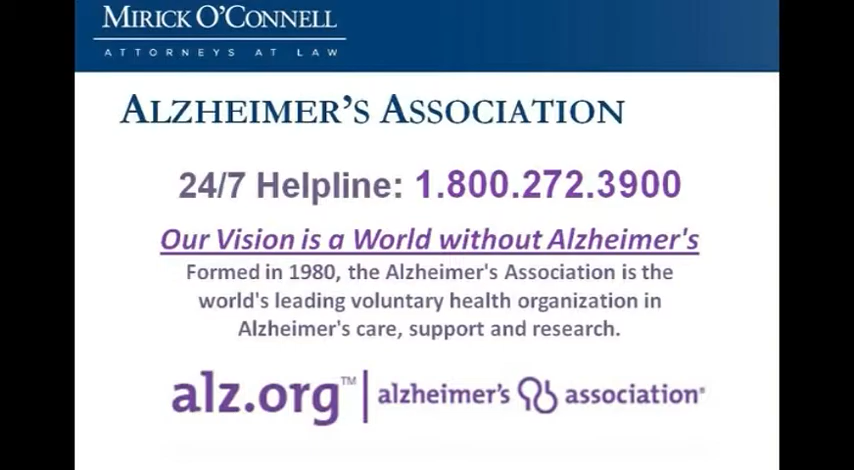 MIRICK O'CONNELL
ATTORNEYS AT LAW
ALZHEIMER'S ASSOCIATION
24/7 Helpline: 1.800.272.3900
Our Vision is a World without Alzheimer's
Formed in 1980, the Alzheimer's Association is the
world's leading voluntary health organization in
Alzheimer's care, support and research.
alz.org™ | alzheimer's association®